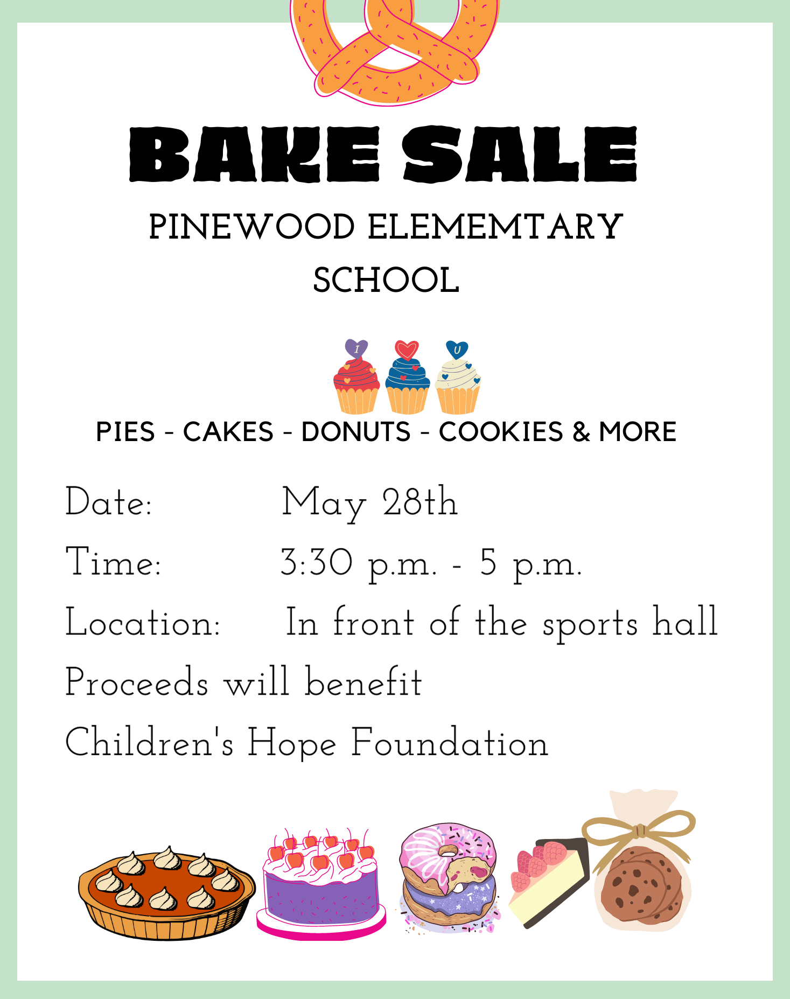 BAKE SALE
PINEWOOD ELEMEMTARY
SCHOOL
I U
PIES - CAKES - DONUTS - COOKIES & MORE
Date: May 28th
Time: 3:30 p.m. - 5 p.m.
Location: In front of the sports hall
Proceeds will benefit
Children's Hope Foundation